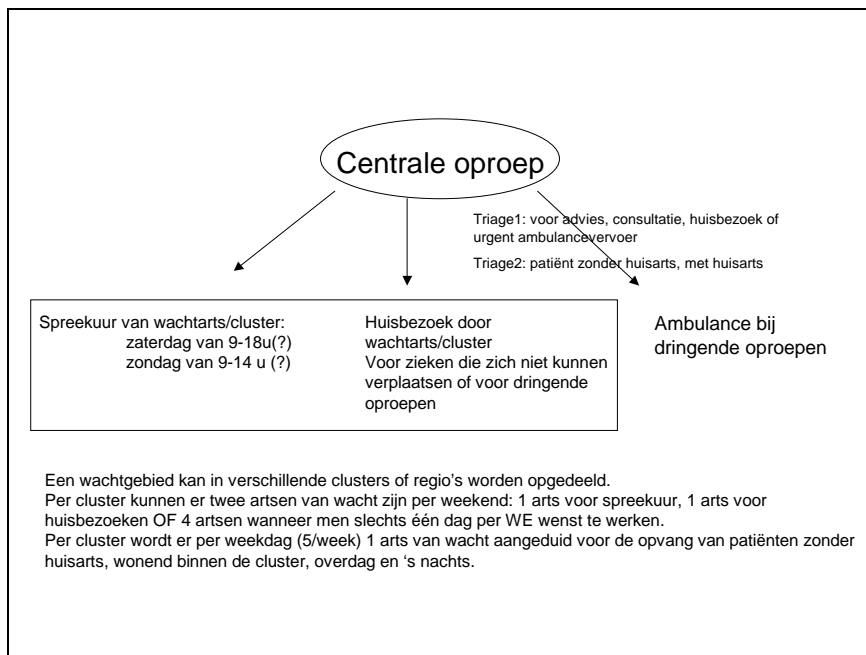 Centrale oproep
Triage1: voor advies, consultatie, huisbezoek of
urgent ambulancevervoer
Triage2: patiënt zonder huisarts, met huisarts
Spreekuur van wachtarts/cluster:
zaterdag van 9-18u(?)
zondag van 9-14 u (?)
Huisbezoek door
wachtarts/cluster
Voor zieken die zich niet kunnen
verplaatsen of voor dringende
oproepen
Ambulance bij
dringende oproepen
Een wachtgebied kan in verschillende clusters of regio's worden opgedeeld.
Per cluster kunnen er twee artsen van wacht zijn per weekend: 1 arts voor spreekuur, 1 arts voor
huisbezoeken OF 4 artsen wanneer men slechts één dag per WE wenst te werken.
Per cluster wordt er per weekdag (5/week) 1 arts van wacht aangeduid voor de opvang van patiënten zonder
huisarts, wonend binnen de cluster, overdag en 's nachts.